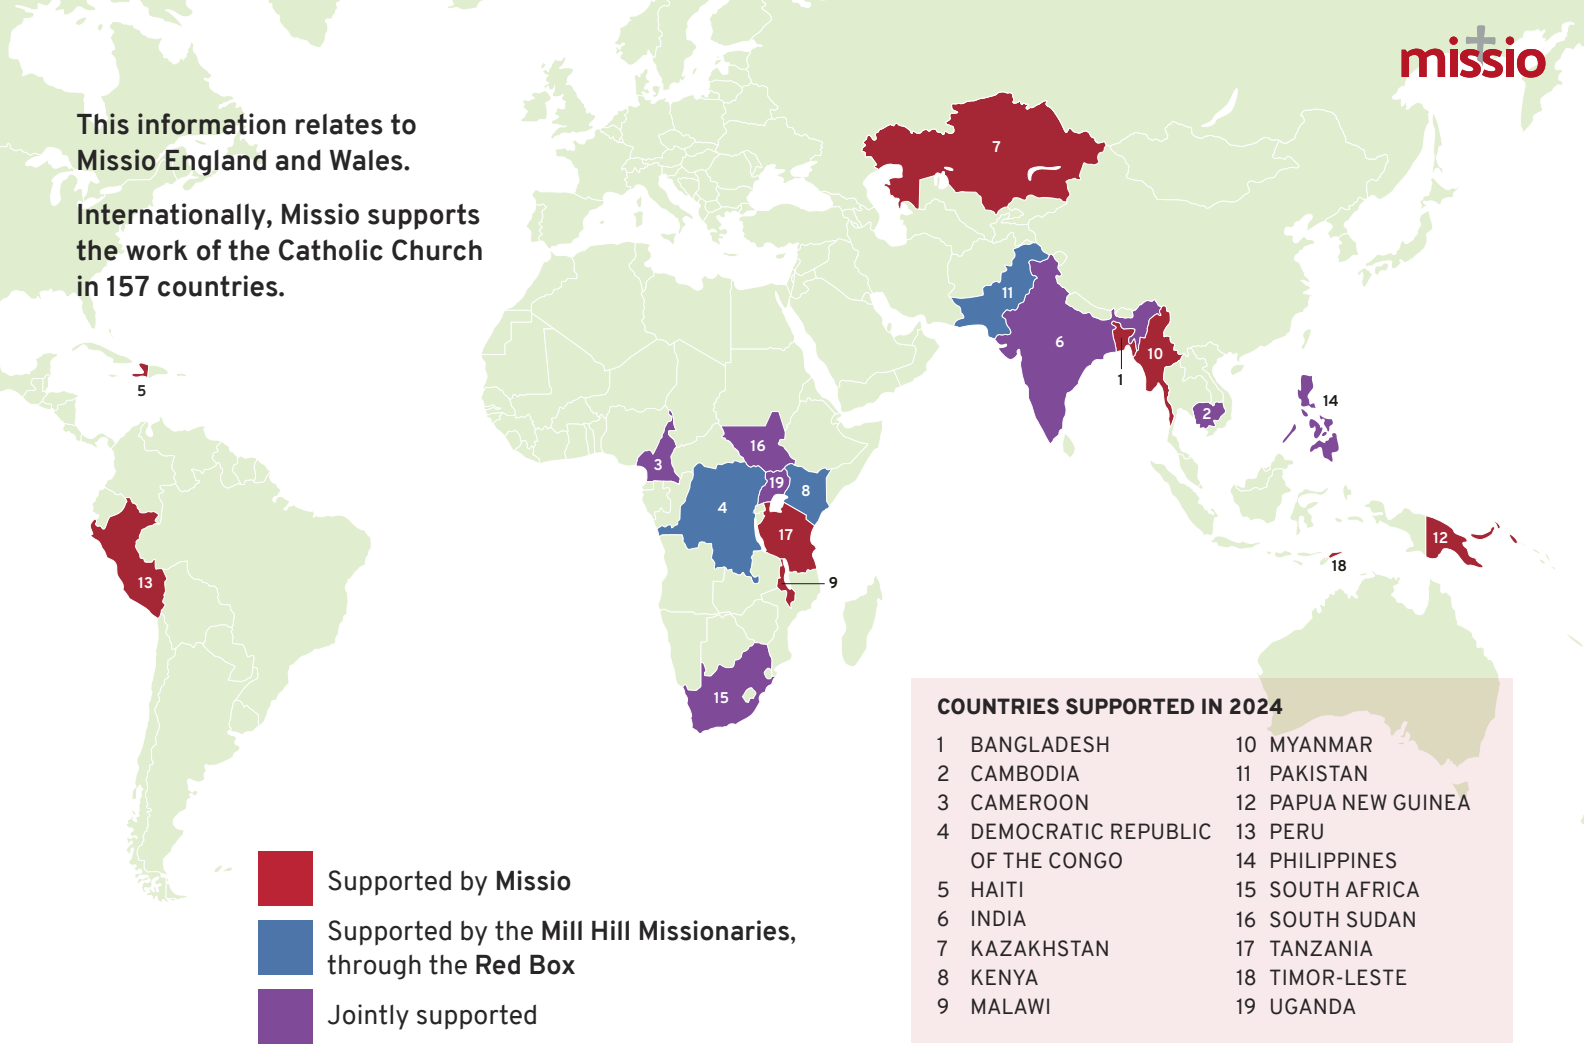 missio
This information relates to
Missio England and Wales.
Internationally, Missio supports
the work of the Catholic Church
in 157 countries.
7
11
6
10
1
5
14
2
3
16
19
8
4
17
9
13
12
18
15
COUNTRIES SUPPORTED IN 2024
1 BANGLADESH
2 CAMBODIA
3 CAMEROON
4 DEMOCRATIC REPUBLIC
OF THE CONGO
5 HAITI
6 INDIA
7 KAZAKHSTAN
8 KENYA
9 MALAWI
10 MYANMAR
11 PAKISTAN
12 PAPUA NEW GUINEA
13 PERU
14 PHILIPPINES
15 SOUTH AFRICA
16 SOUTH SUDAN
17 TANZANIA
18 TIMOR-LESTE
19 UGANDA
Supported by Missio
Supported by the Mill Hill Missionaries,
through the Red Box
Jointly supported